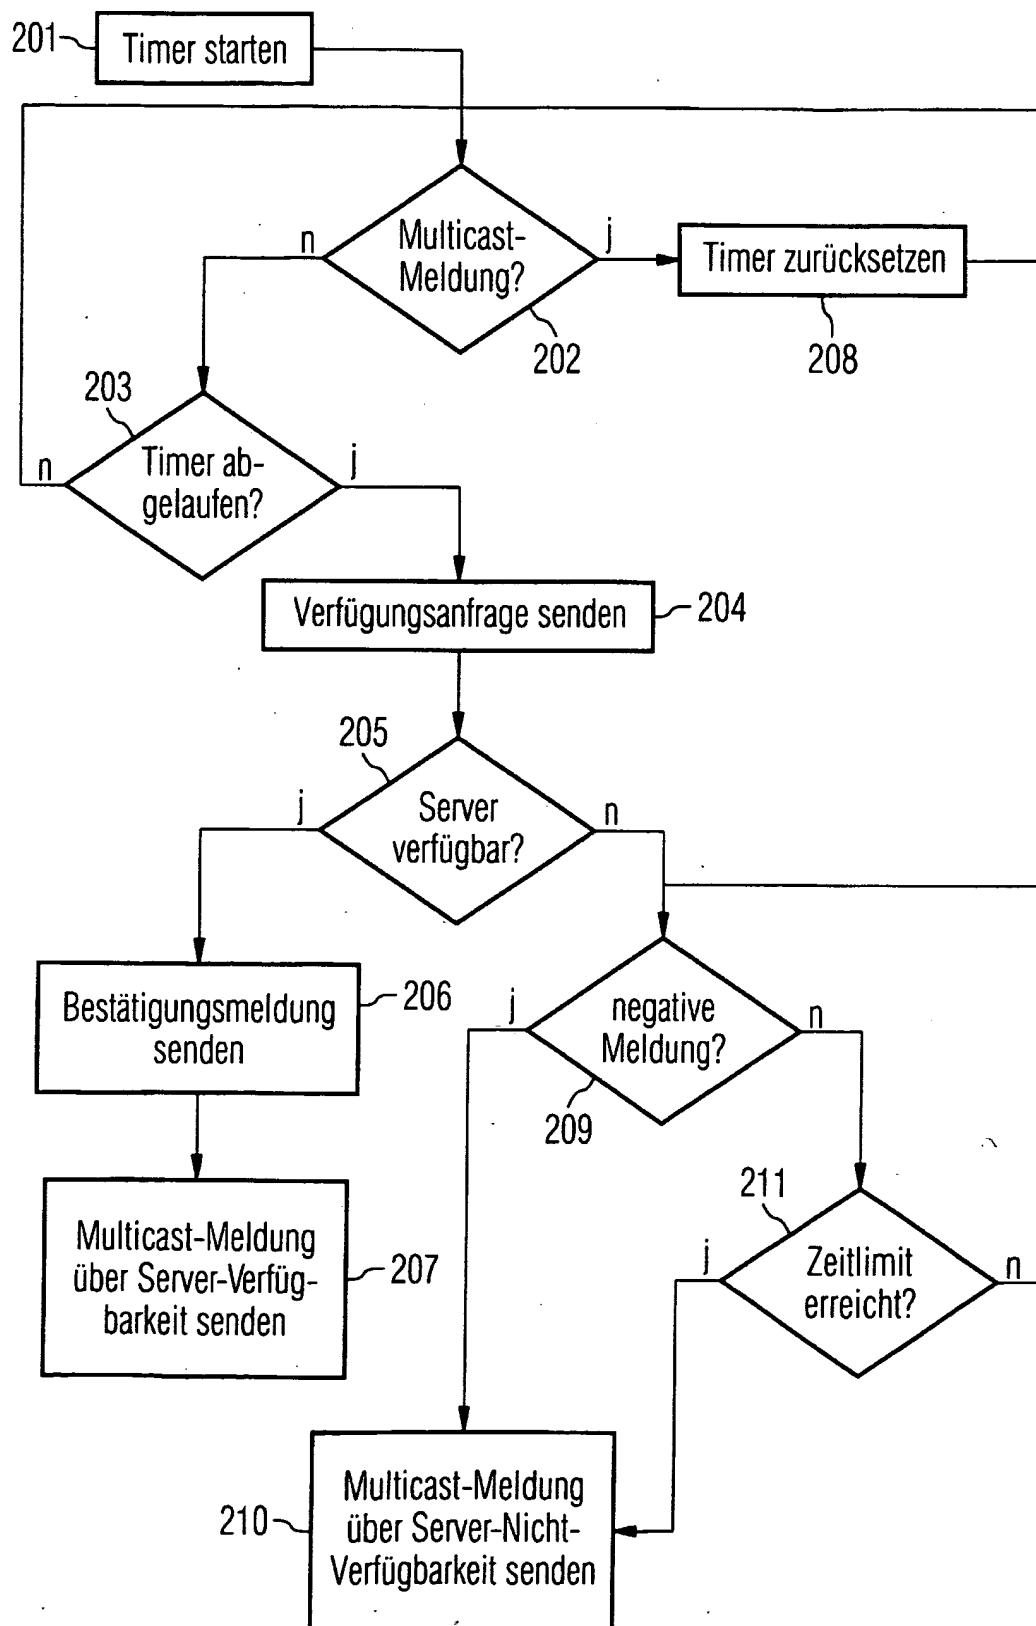 201
Timer starten
n
Multicast-
Meldung?
j
202
Timer zurücksetzen
208
203
n
Timer ab-
gelaufen?
j
Verfügungsanfrage senden
204
205
j
Server
verfügbar?
n
Bestätigungsmeldung
senden
206
j
negative
Meldung?
n
209
Multicast-Meldung
über Server-Verfüg-
barkeit senden
207
211
j
Zeitlimit
erreicht?
n
210
Multicast-Meldung
über Server-Nicht-
Verfügbarkeit senden